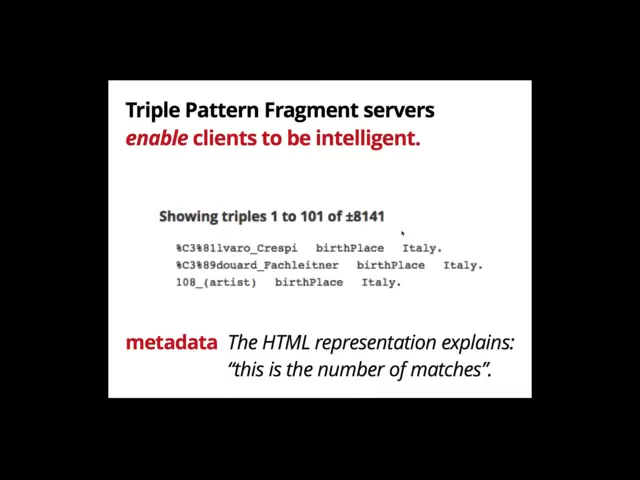 Triple Pattern Fragment servers
enable clients to be intelligent.
Showing triples 1 to 101 of ±8141
%C3%81lvaro_Crespi birthPlace Italy.
%C3%89douard_Fachleitner birthPlace Italy.
108_(artist) birthPlace Italy.
metadata The HTML representation explains:
“this is the number of matches”.